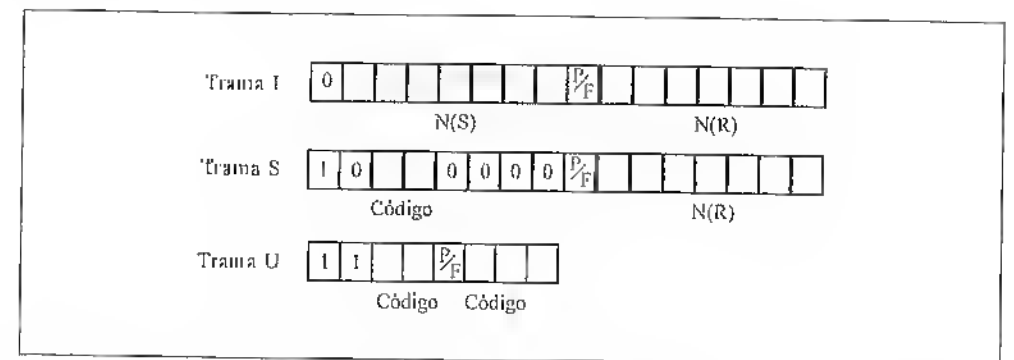 Trama I 0 P/F
N(S) N(R)
Trama S 1 0 0 0 0 0 P/F
Código N(R)
Trama U 1 1 P/F
Código Código